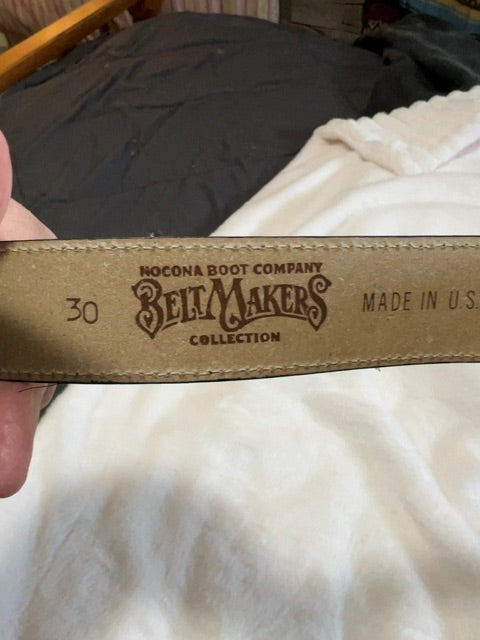 NOCONA BOOT COMPANY
30 BELTMAKERS MADE IN U.S.
COLLECTION